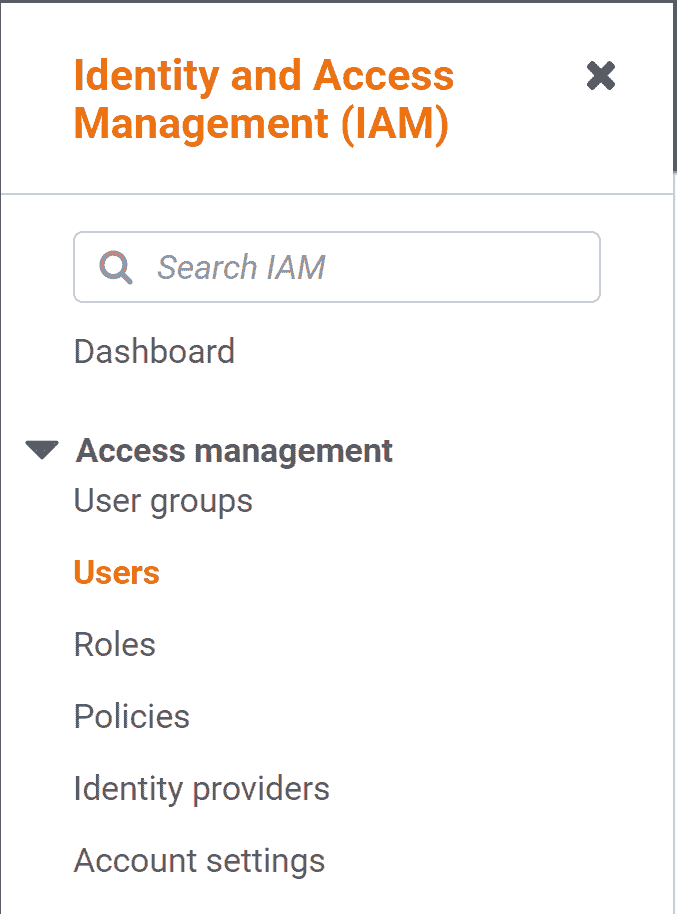 Identity and Access
Management (IAM)
Search IAM
Dashboard
Access management
User groups
Users
Roles
Policies
Identity providers
Account settings